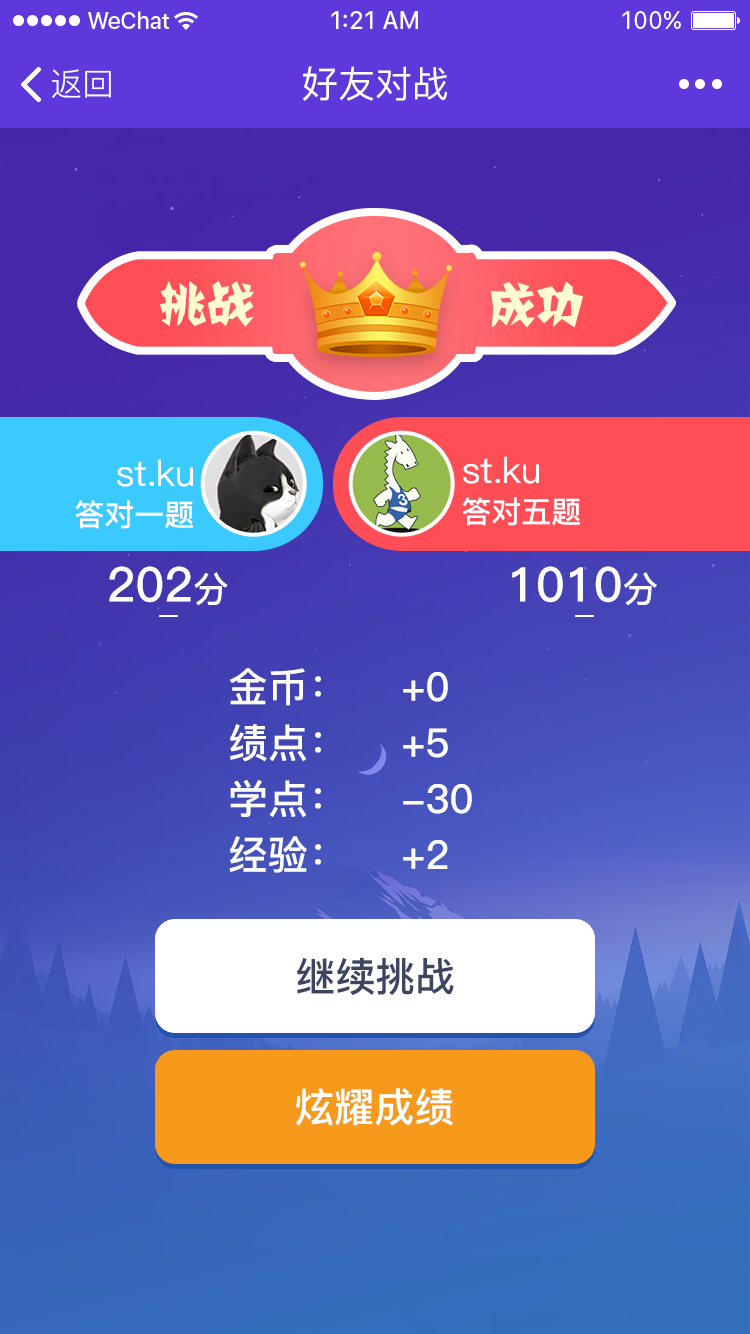 WeChat 1:21 AM 100%
返回 好友对战
挑战 成功
st.ku
答对一题
3
st.ku
答对五题
202分 1010分
金币： +0
绩点： +5
学点： −30
经验： +2
继续挑战
炫耀成绩